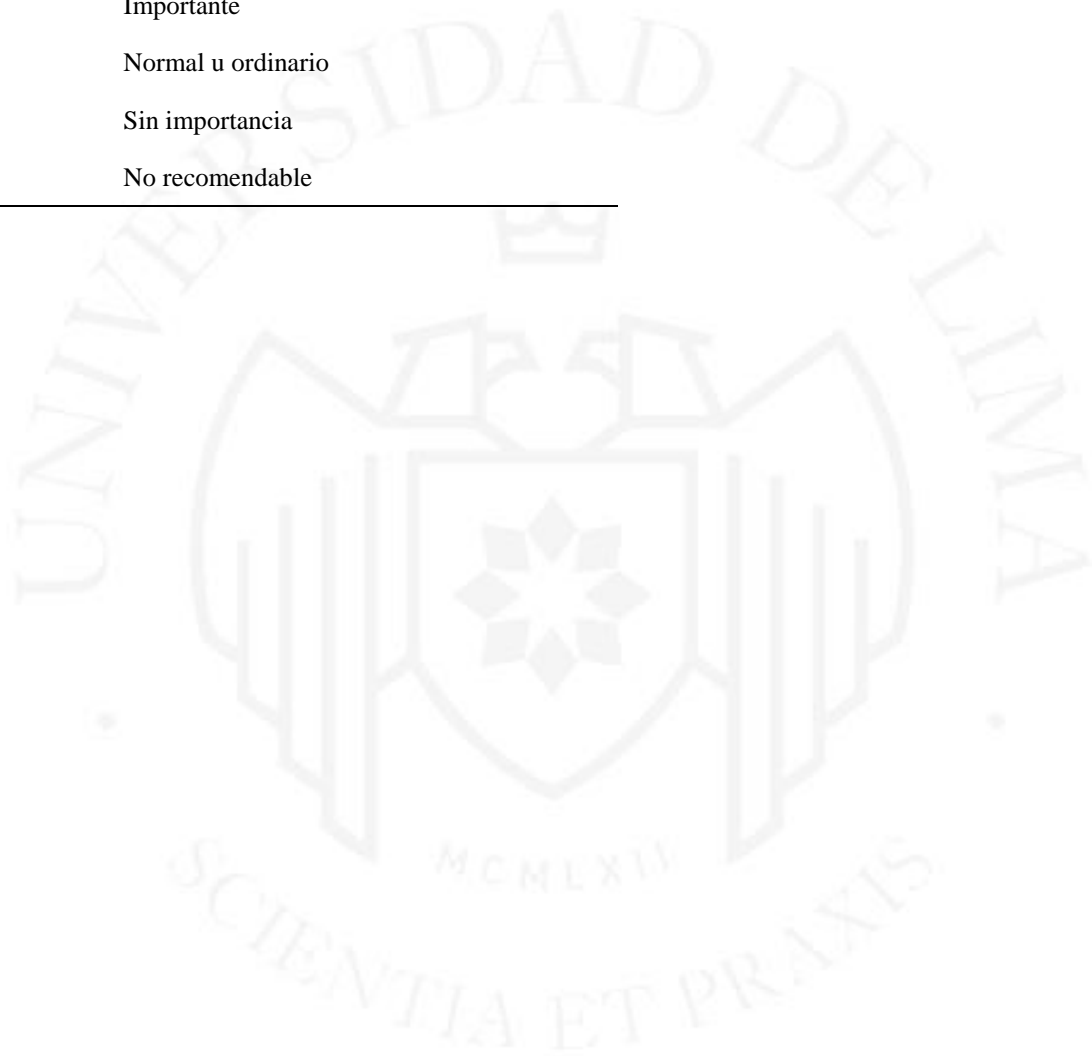 Importante
Normal u ordinario
Sin importancia
No recomendable
UNIVERSIDAD DE LIMA
MCMLXII
SCIENTIA ET PRAXIS